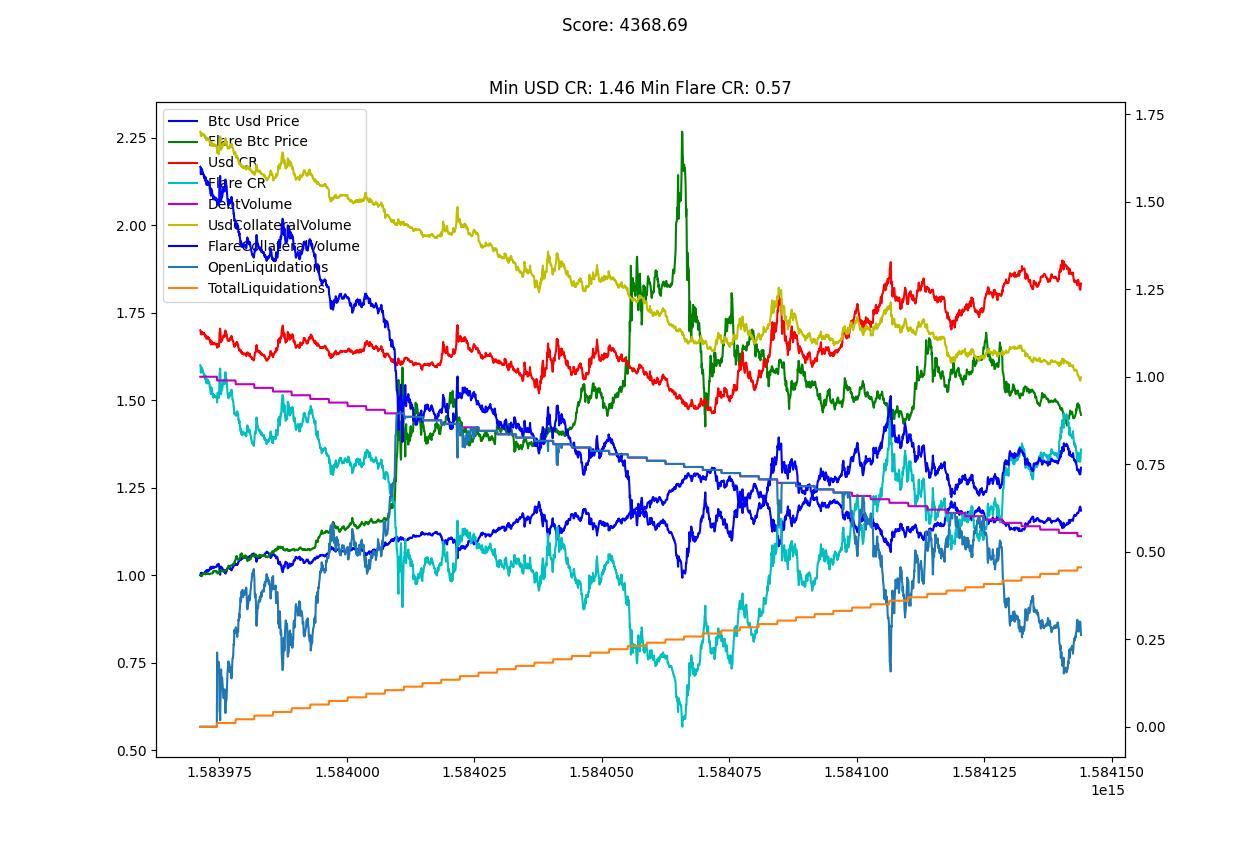 Score: 4368.69
Min USD CR: 1.46 Min Flare CR: 0.57
Btc Usd Price
Flare Btc Price
Usd CR
Flare CR
DebtVolume
UsdCollateralVolume
FlareCollateralVolume
OpenLiquidations
TotalLiquidations
2.25
2.00
1.75
1.50
1.25
1.00
0.75
0.50
1.75
1.50
1.25
1.00
0.75
0.50
0.25
0.00
1.583975 1.584000 1.584025 1.584050 1.584075 1.584100 1.584125 1.584150
1e15